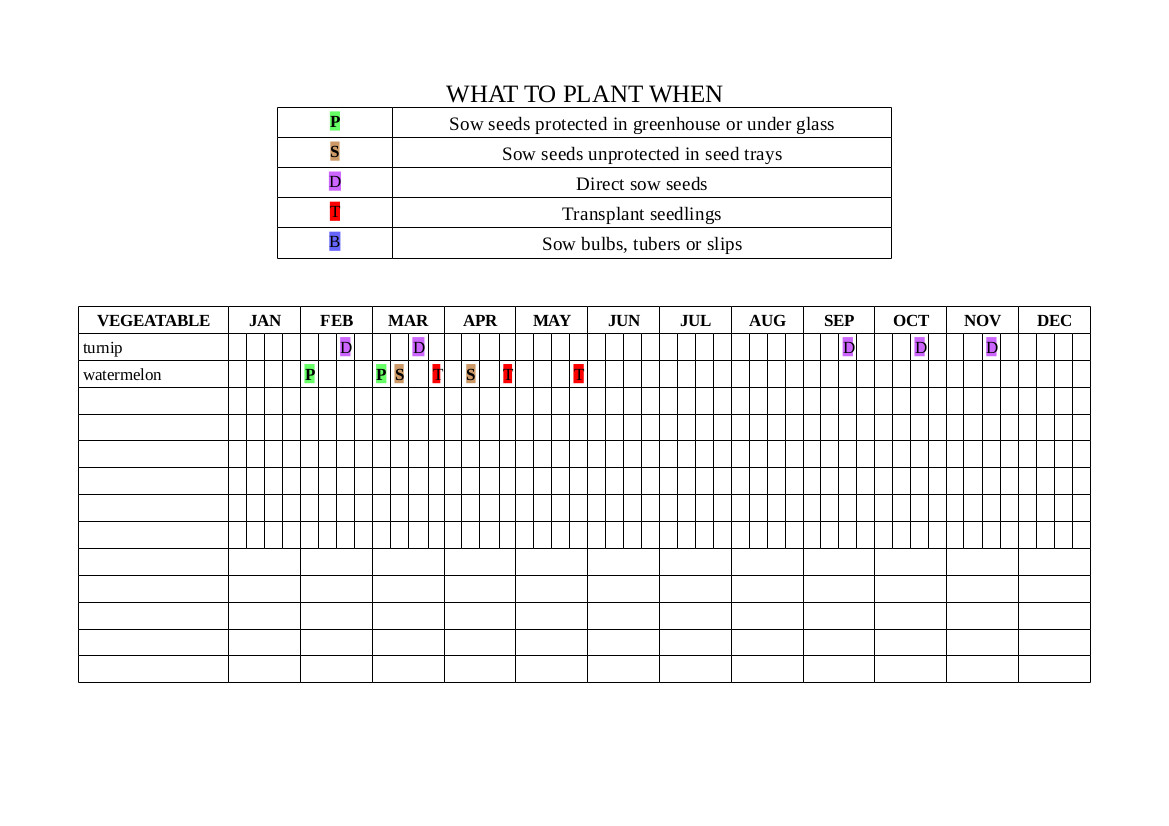 WHAT TO PLANT WHEN
P Sow seeds protected in greenhouse or under glass
S Sow seeds unprotected in seed trays
D Direct sow seeds
T Transplant seedlings
B Sow bulbs, tubers or slips
VEGEATABLE JAN FEB MAR APR MAY JUN JUL AUG SEP OCT NOV DEC
turnip D D D D D
watermelon P P S T S T T